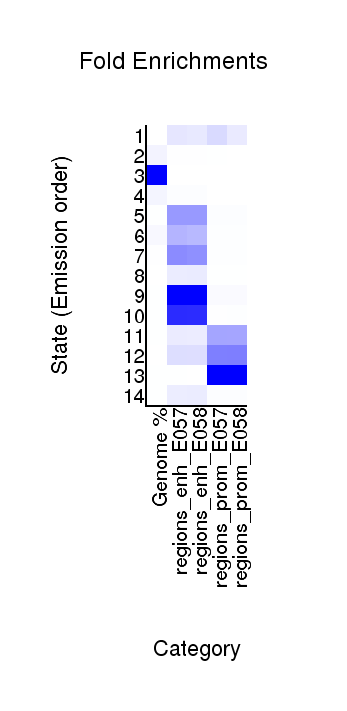 Fold Enrichments
State (Emission order)
1
2
3
4
5
6
7
8
9
10
11
12
13
14
Genome %
regions_enh_E057
regions_enh_E058
regions_prom_E057
regions_prom_E058
Category